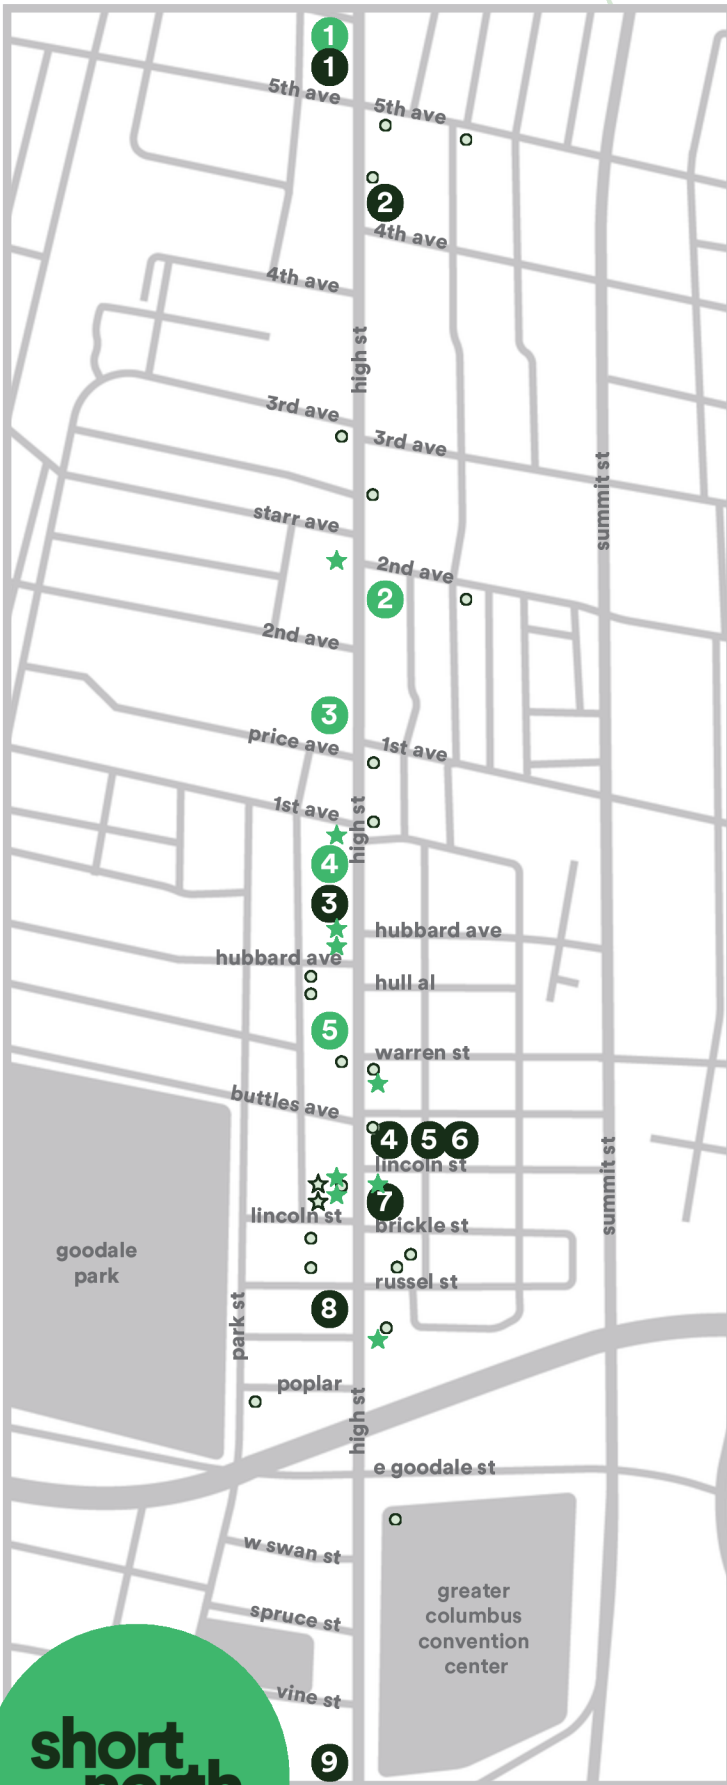 1
1
5th ave
5th ave
2
4th ave
4th ave
high st
3rd ave
3rd ave
summit st
starr ave
2nd ave
2
2nd ave
3
price ave
1st ave
1st ave
high st
4
3
hubbard ave
hubbard ave
hull al
5
warren st
buttles ave
4 5 6
lincoln st
summit st
7
lincoln st
brickle st
goodale
park
russel st
8
park st
poplar
high st
e goodale st
w swan st
greater
columbus
convention
center
spruce st
vine st
short
north
9